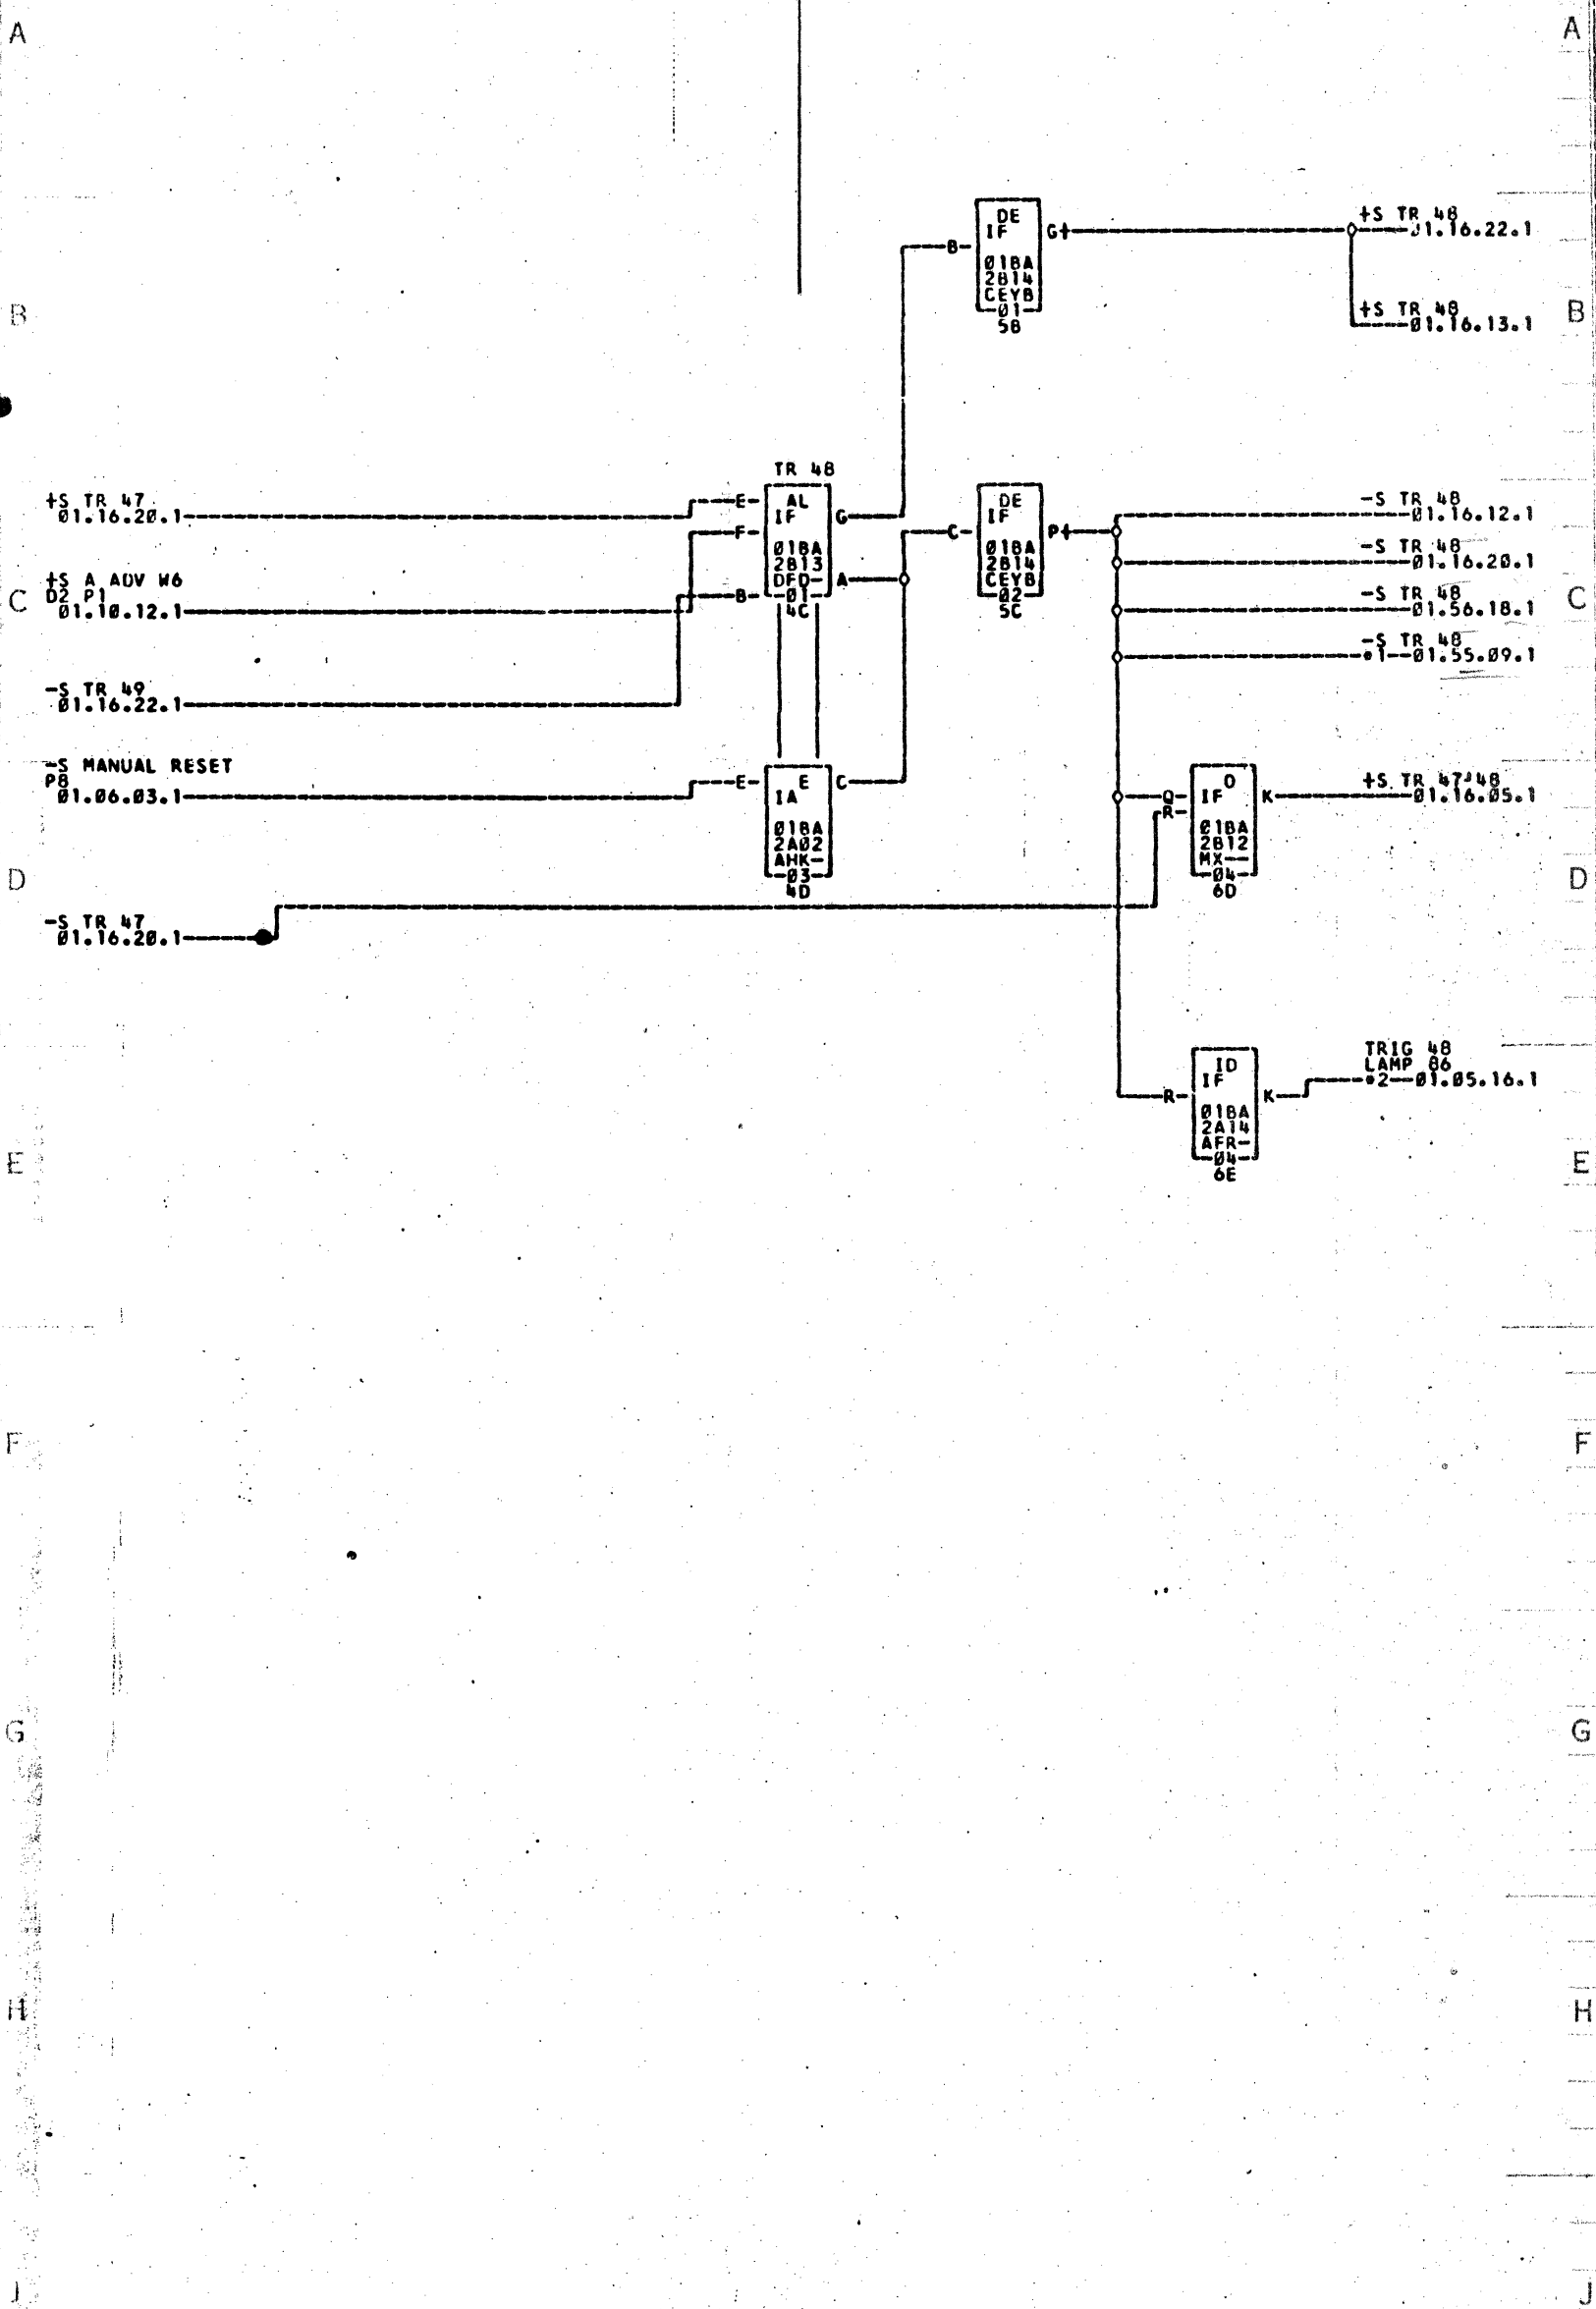 A A
DE
IF
B G+
01BA
2B14
CEYB
01
5B
+S TR 48
01.16.22.1
+S TR 48
01.16.13.1
B B
TR 48
+S TR 47
01.16.20.1
E AL
F IF G
01BA
2B13
DFD- A
B 01
4C
DE
C IF P+
01BA
2B14
CEYB
02
5C
-S TR 48
01.16.12.1
-S TR 48
01.16.20.1
-S TR 48
01.56.18.1
-S TR 48
*1--01.55.09.1
+S A ADV W6
D2 P1
01.10.12.1
C C
-S TR 49
01.16.22.1
-S MANUAL RESET
P8
01.06.03.1
E E C
IA
01BA
2A02
AHK-
03
4D
O
Q IF K
R
01BA
2B12
MX--
04
6D
+S TR 47 48
01.16.05.1
D D
-S TR 47
01.16.20.1
ID
IF
R K
01BA
2A14
AFR-
04
6E
TRIG 48
LAMP B6
*2--01.05.16.1
E E
F F
G G
H H
J J